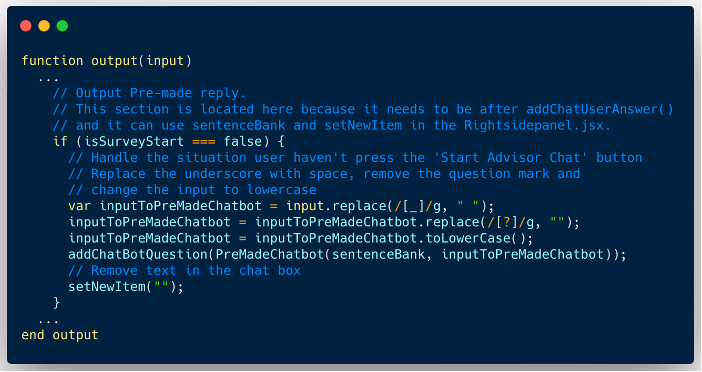 function output(input)
  ...
    // Output Pre-made reply.
    // This section is located here because it needs to be after addChatUserAnswer()
    // and it can use sentenceBank and setNewItem in the Rightsidepanel.jsx.
    if (isSurveyStart === false) {
      // Handle the situation user haven't press the 'Start Advisor Chat' button
      // Replace the underscore with space, remove the question mark and
      // change the input to lowercase
      var inputToPreMadeChatbot = input.replace(/[_]/g, " ");
      inputToPreMadeChatbot = inputToPreMadeChatbot.replace(/[?]/g, "");
      inputToPreMadeChatbot = inputToPreMadeChatbot.toLowerCase();
      addChatBotQuestion(PreMadeChatbot(sentenceBank, inputToPreMadeChatbot));
      // Remove text in the chat box
      setNewItem("");
    }
  ...
end output